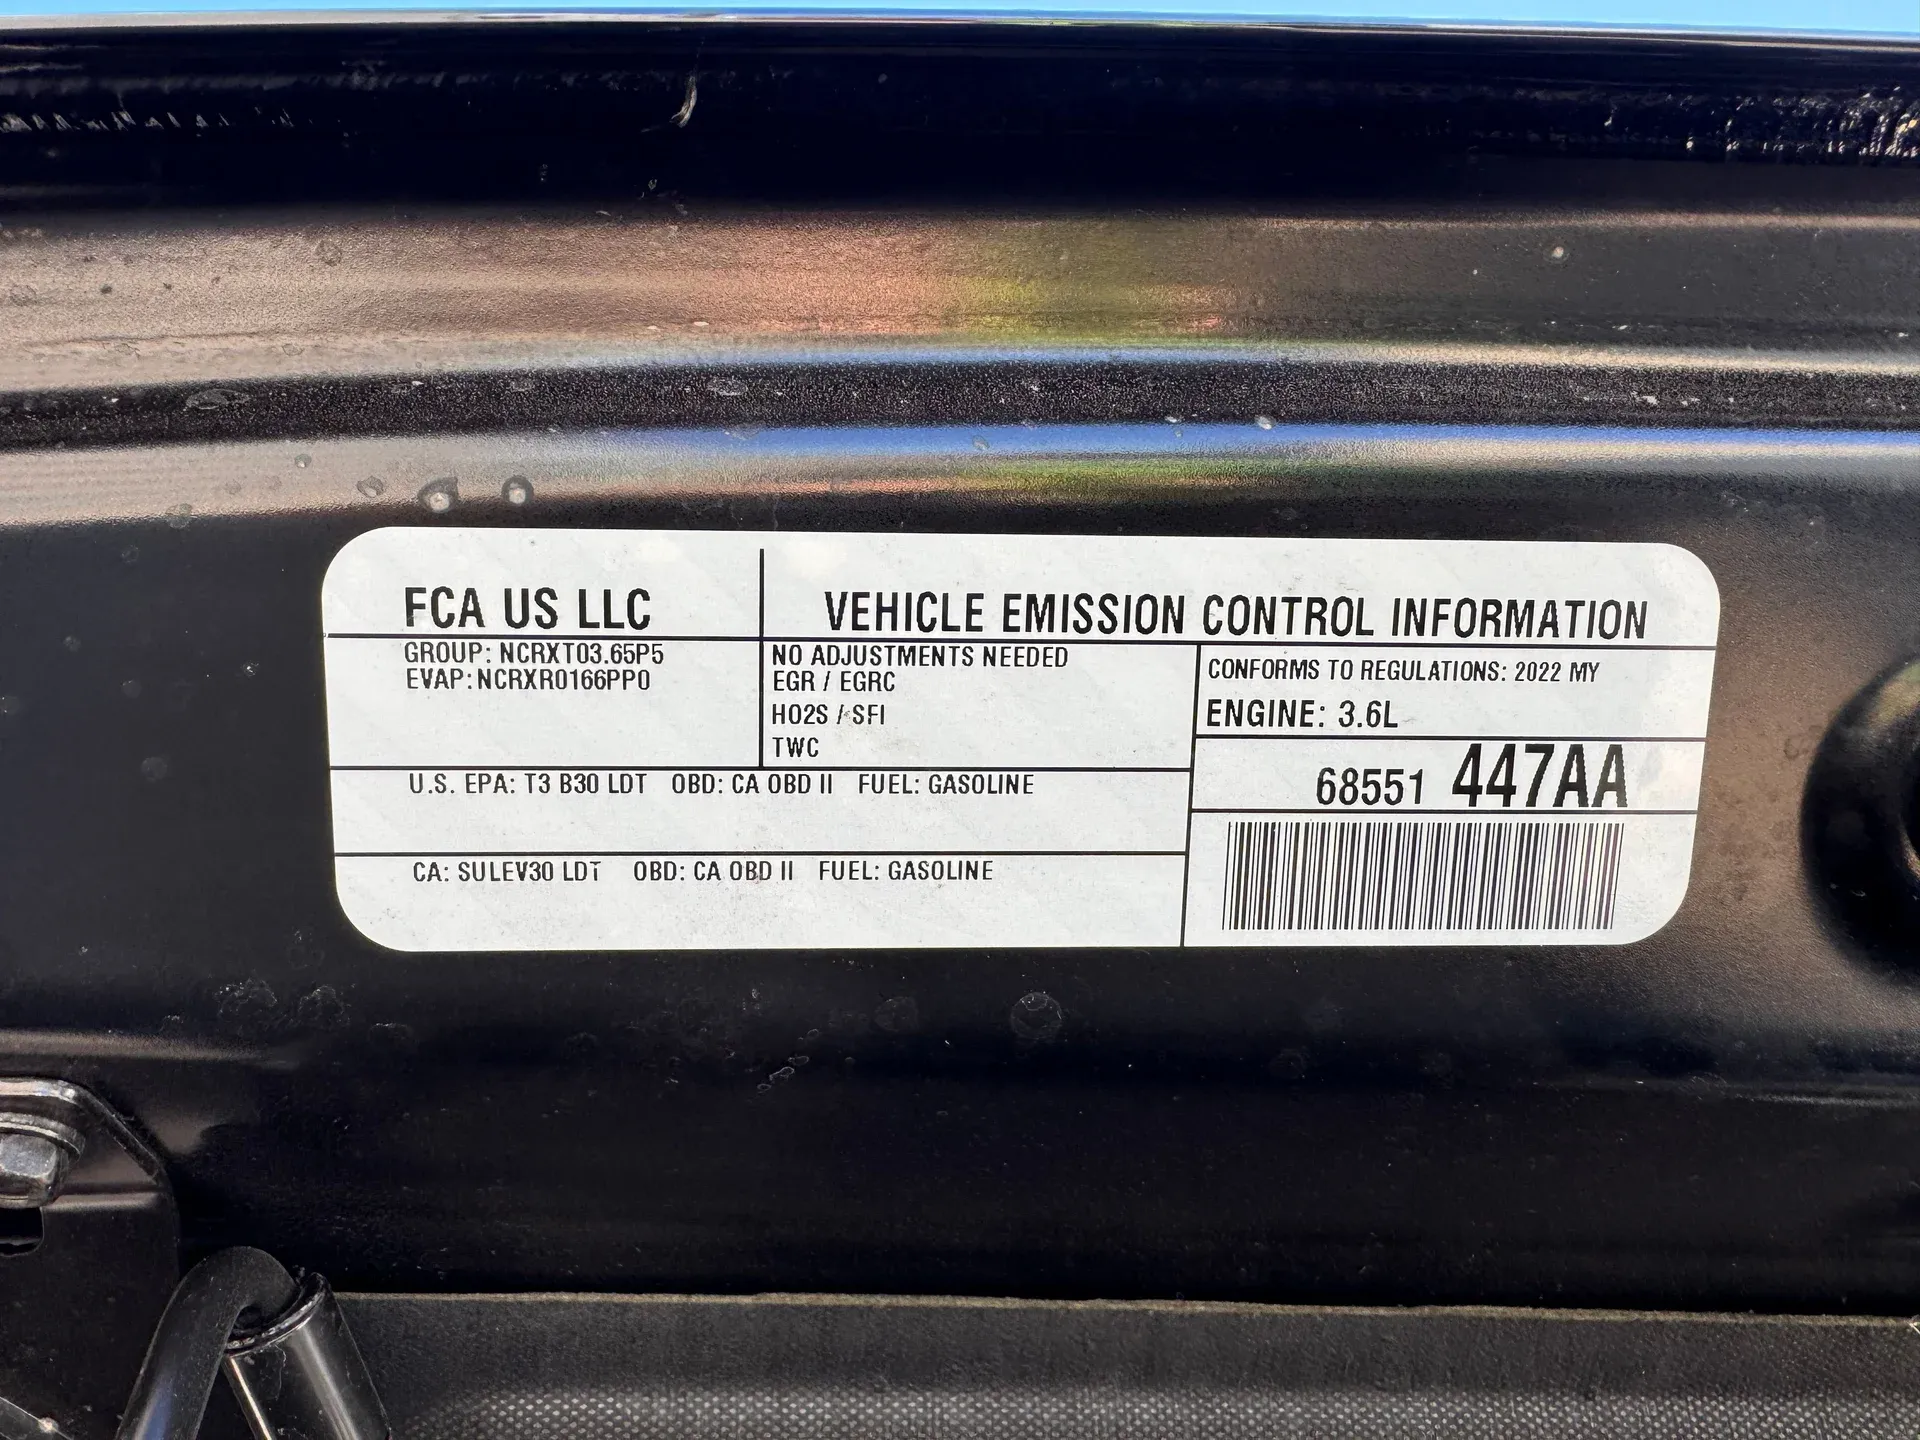 FCA US LLC
VEHICLE EMISSION CONTROL INFORMATION
GROUP: NCRXT03.65P5
EVAP:NCRXR0166PP0
NO ADJUSTMENTS NEEDED
EGR / EGRC
HO2S / SFI
TWC
CONFORMS TO REGULATIONS: 2022 MY
ENGINE: 3.6L
68551 447AA
U.S. EPA: T3 B30 LDT OBD: CA OBD II FUEL: GASOLINE
CA: SULEV30 LDT OBD: CA OBD II FUEL: GASOLINE